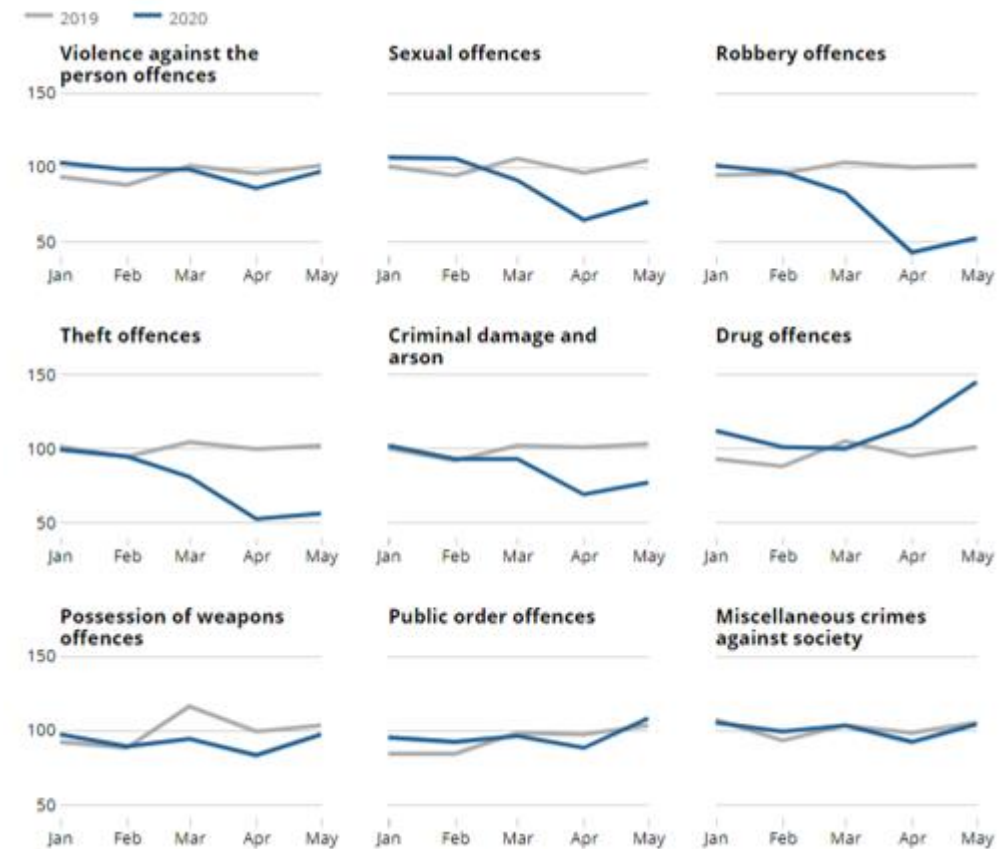 2019 2020
Violence against the
person offences
Sexual offences
Robbery offences
150
100
50
Jan Feb Mar Apr May
Jan Feb Mar Apr May
Jan Feb Mar Apr May
Theft offences
Criminal damage and
arson
Drug offences
150
100
50
Jan Feb Mar Apr May
Jan Feb Mar Apr May
Jan Feb Mar Apr May
Possession of weapons
offences
Public order offences
Miscellaneous crimes
against society
150
100
50
Jan Feb Mar Apr May
Jan Feb Mar Apr May
Jan Feb Mar Apr May